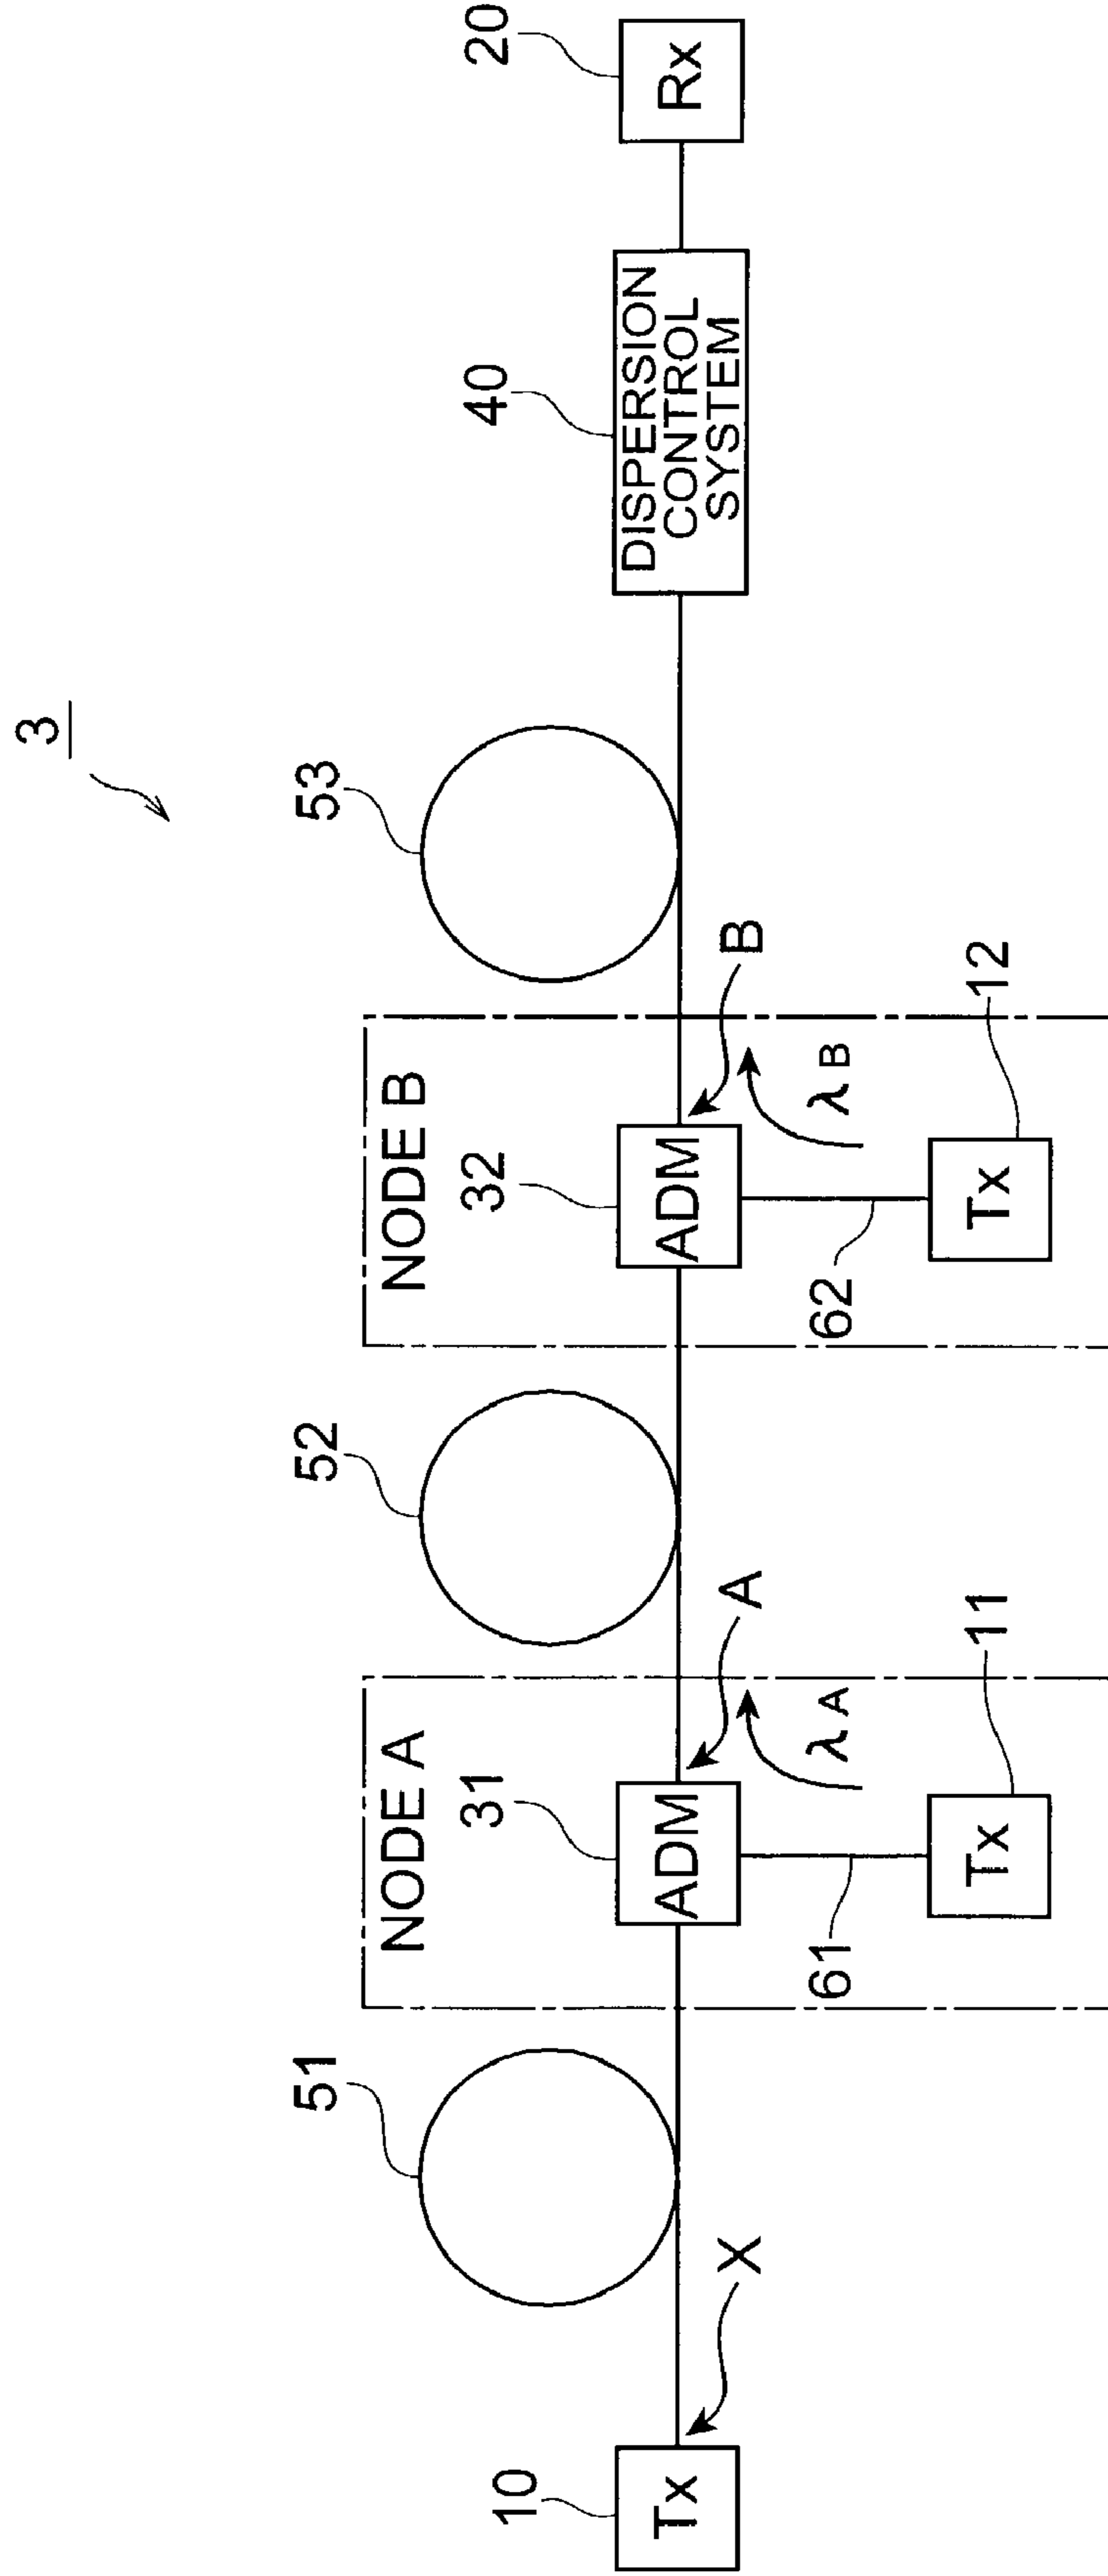 3
51
52
53
NODE A
NODE B
10
31
32
40
20
Tx
ADM
ADM
DISPERSION
CONTROL
SYSTEM
Rx
X
A
B
61
λA
62
λB
Tx
11
Tx
12